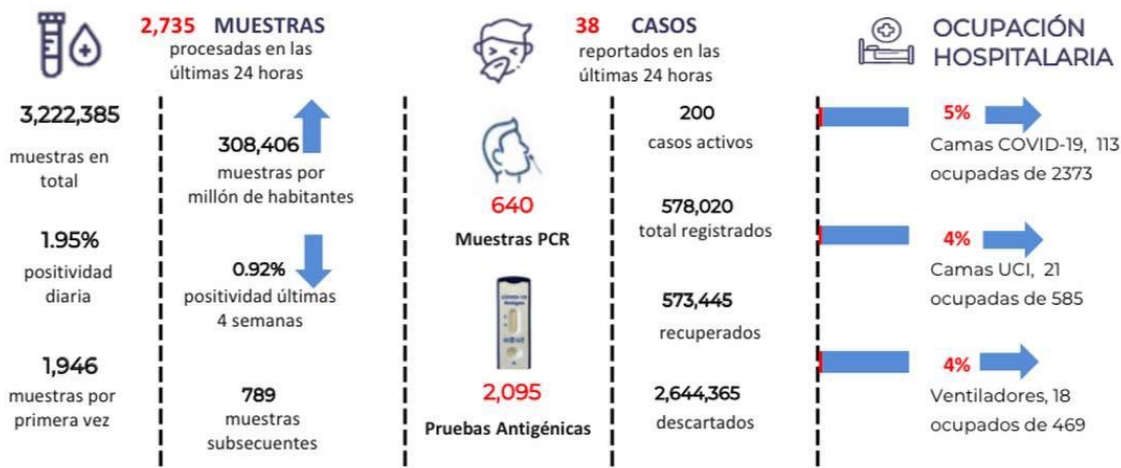 2,735 MUESTRAS
procesadas en las
últimas 24 horas
3,222,385
muestras en
total
1.95%
positividad
diaria
1,946
muestras por
primera vez
308,406
muestras por
millón de habitantes
0.92%
positividad últimas
4 semanas
789
muestras
subsecuentes
38 CASOS
reportados en las
últimas 24 horas
640
Muestras PCR
COVID-19
Antigen
2,095
Pruebas Antigénicas
200
casos activos
578,020
total registrados
573,445
recuperados
2,644,365
descartados
OCUPACIÓN
HOSPITALARIA
5%
Camas COVID-19, 113
ocupadas de 2373
4%
Camas UCI, 21
ocupadas de 585
4%
Ventiladores, 18
ocupados de 469